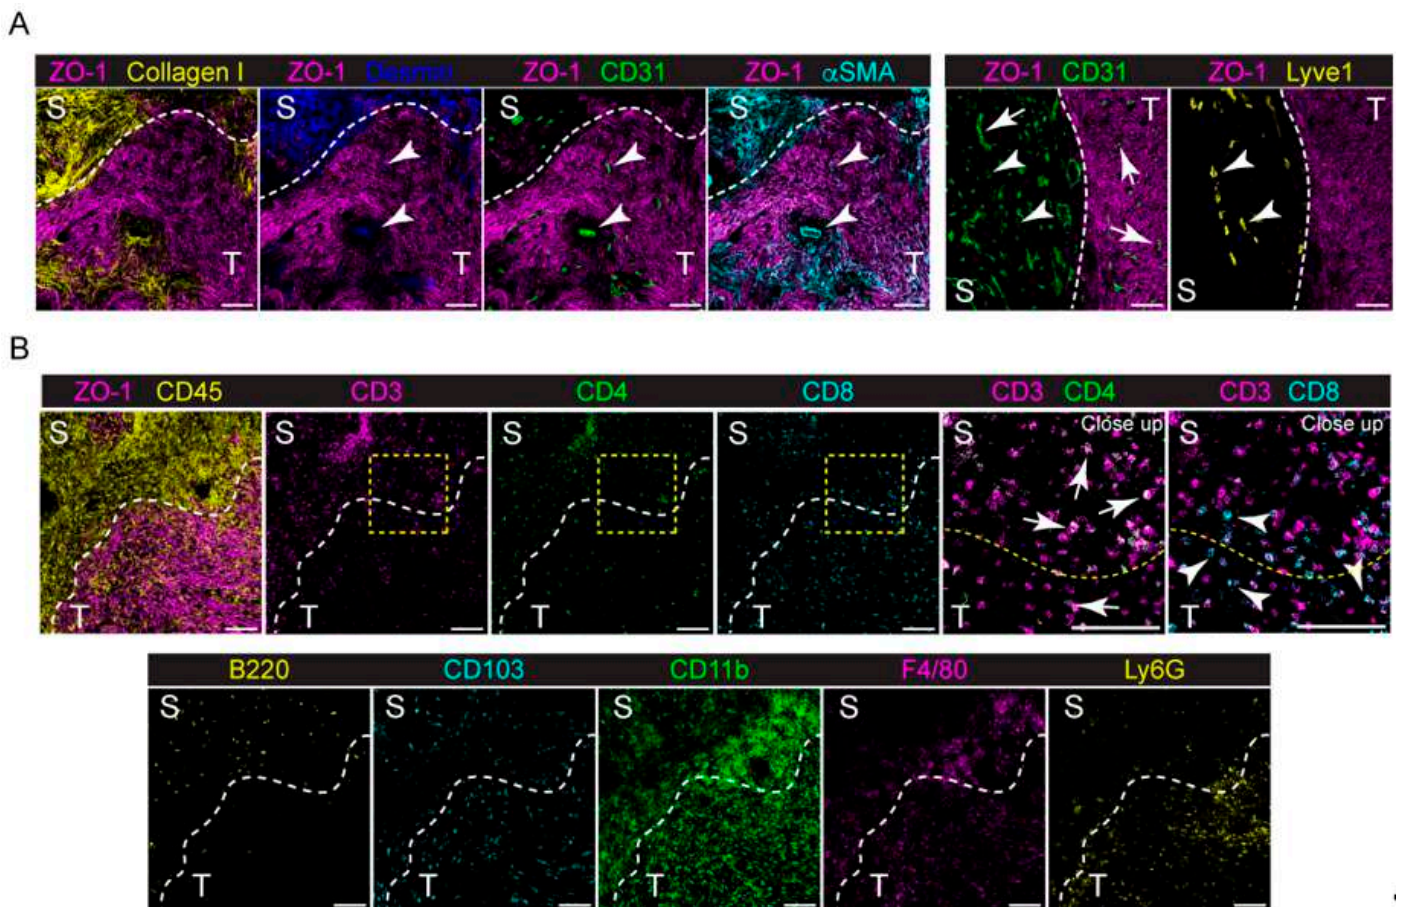 A
ZO-1 Collagen I ZO-1 Desmin ZO-1 CD31 ZO-1 αSMA ZO-1 CD31 ZO-1 Lyve1
S S S S T T
T T T T S S
B
ZO-1 CD45 CD3 CD4 CD8 CD3 CD4 CD3 CD8
S S S S S Close up S Close up
T T T T T T
B220 CD103 CD11b F4/80 Ly6G
S S S S S
T T T T T